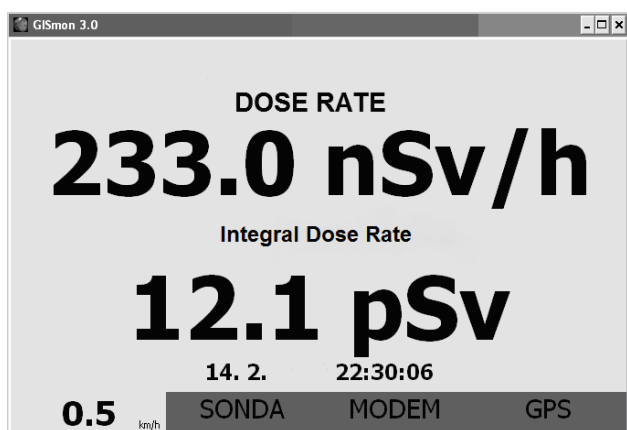 GISmon 3.0
DOSE RATE
233.0 nSv/h
Integral Dose Rate
12.1 pSv
14. 2. 22:30:06
0.5 km/h SONDA MODEM GPS